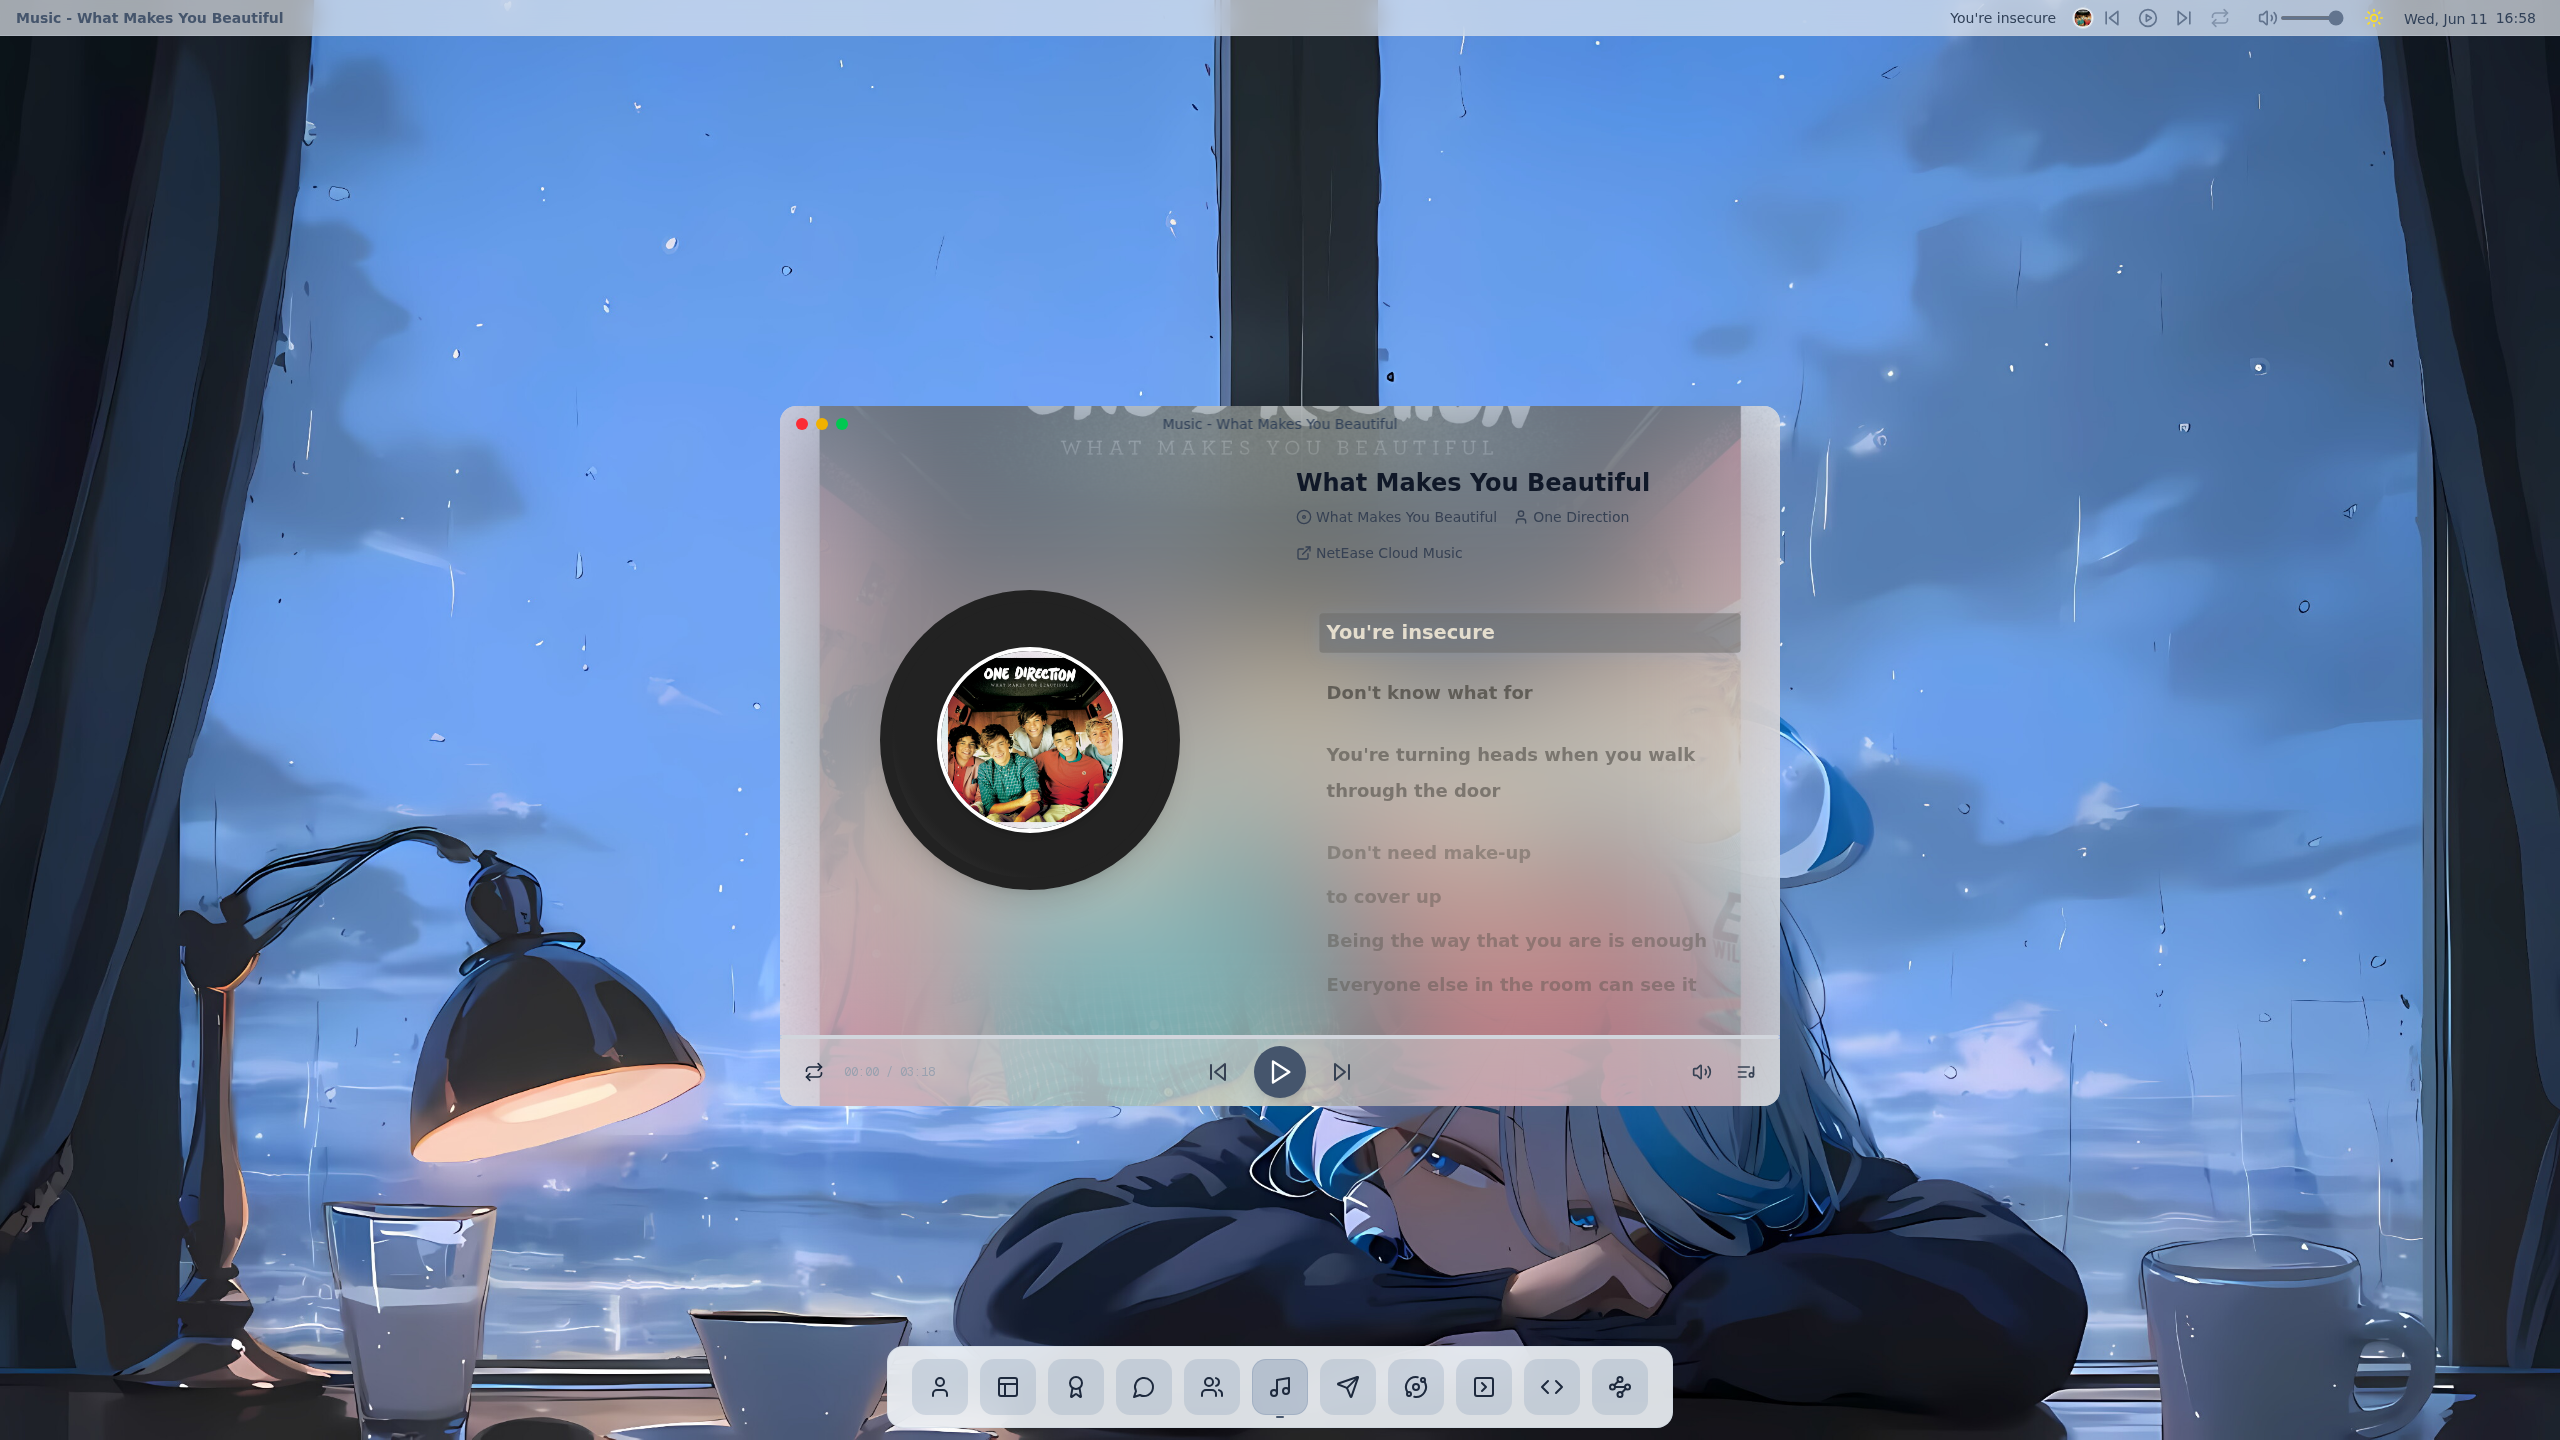 Music - What Makes You Beautiful
You're insecure
Wed, Jun 11 16:58
ONE DIRECTION
Music - What Makes You Beautiful
WHAT MAKES YOU BEAUTIFUL
What Makes You Beautiful
What Makes You Beautiful One Direction
NetEase Cloud Music
ONE DIRECTION
WHAT MAKES YOU BEAUTIFUL
You're insecure
Don't know what for
You're turning heads when you walk
through the door
Don't need make-up
to cover up
Being the way that you are is enough
Everyone else in the room can see it
00:00 / 03:18